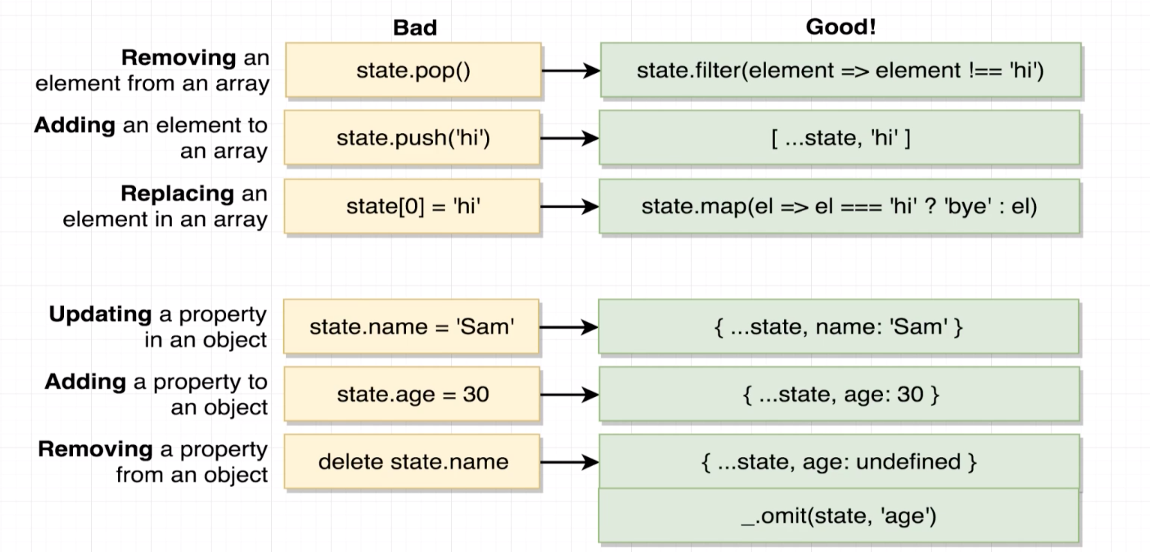 Bad
Good!
Removing an
element from an array
state.pop()
state.filter(element => element !== 'hi')
Adding an element to
an array
state.push('hi')
[ ...state, 'hi' ]
Replacing an
element in an array
state[0] = 'hi'
state.map(el => el === 'hi' ? 'bye' : el)
Updating a property
in an object
state.name = 'Sam'
{ ...state, name: 'Sam' }
Adding a property to
an object
state.age = 30
{ ...state, age: 30 }
Removing a property
from an object
delete state.name
{ ...state, age: undefined }
_.omit(state, 'age')